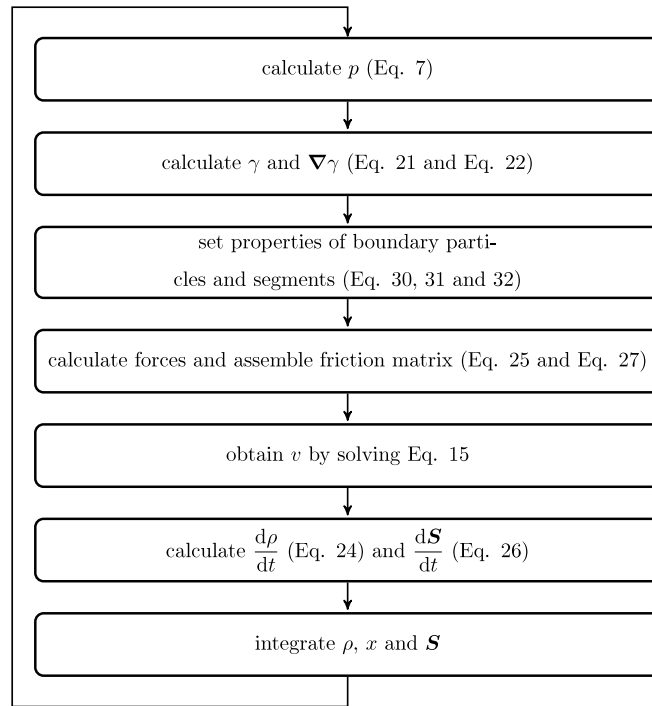 calculate p (Eq. 7)
calculate γ and ∇γ (Eq. 21 and Eq. 22)
set properties of boundary parti-
cles and segments (Eq. 30, 31 and 32)
calculate forces and assemble friction matrix (Eq. 25 and Eq. 27)
obtain v by solving Eq. 15
calculate dρ/dt (Eq. 24) and dS/dt (Eq. 26)
integrate ρ, x and S